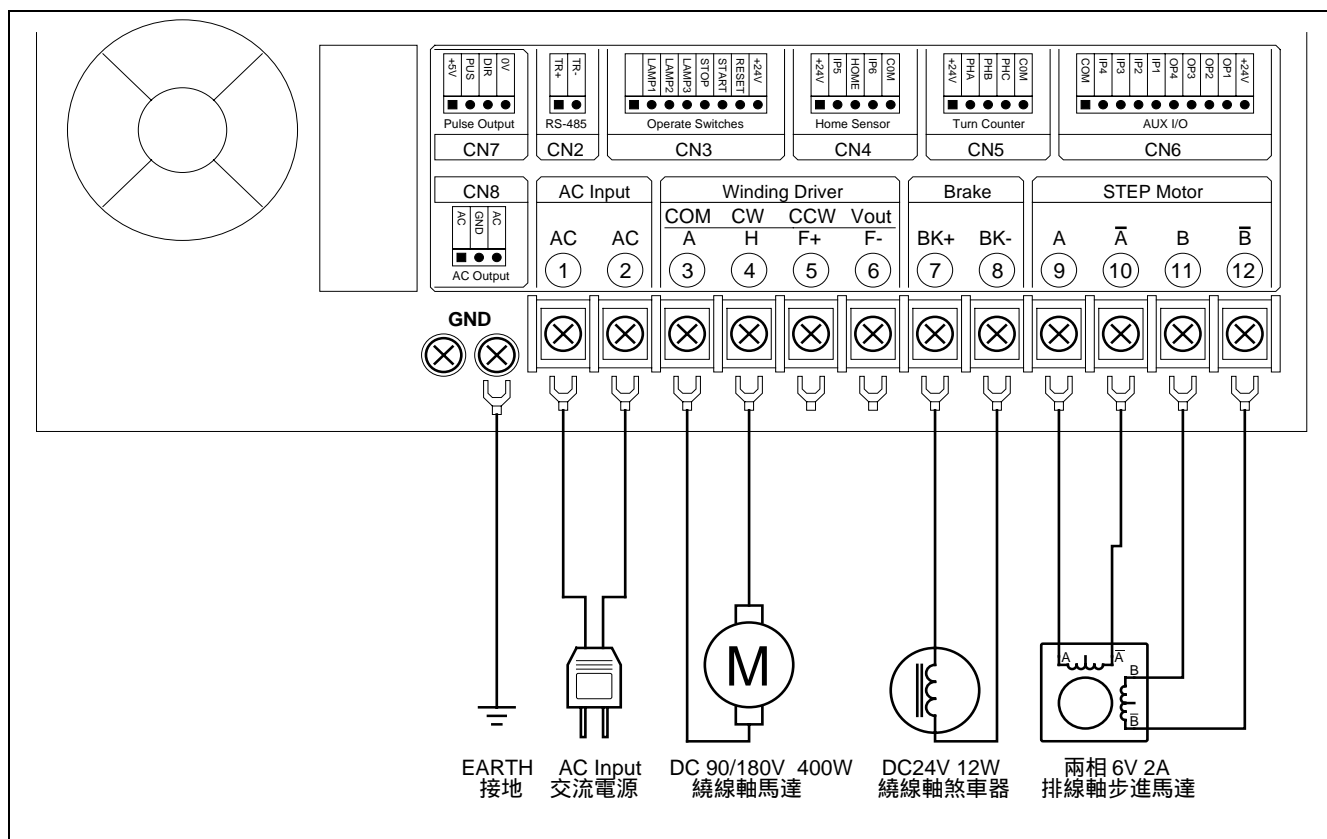 +5V PUS DIR 0V
TR+ TR-
LAMP1 LAMP2 LAMP3 STOP START RESET +24V
+24V IP5 HOME IP6 COM
+24V PHA PHB PHC COM
COM IP4 IP3 IP2 IP1 OP4 OP3 OP2 OP1 +24V
Pulse Output RS-485 Operate Switches Home Sensor Turn Counter AUX I/O
CN7 CN2 CN3 CN4 CN5 CN6
CN8 AC Input Winding Driver Brake STEP Motor
AC GND AC
AC Output
COM CW CCW Vout
AC AC A H F+ F- BK+ BK- A A̅ B B̅
1 2 3 4 5 6 7 8 9 10 11 12
GND
M
A A̅
B
B̅
EARTH AC Input DC 90/180V 400W DC24V 12W 兩相 6V 2A
接地 交流電源 繞線軸馬達 繞線軸煞車器 排線軸步進馬達